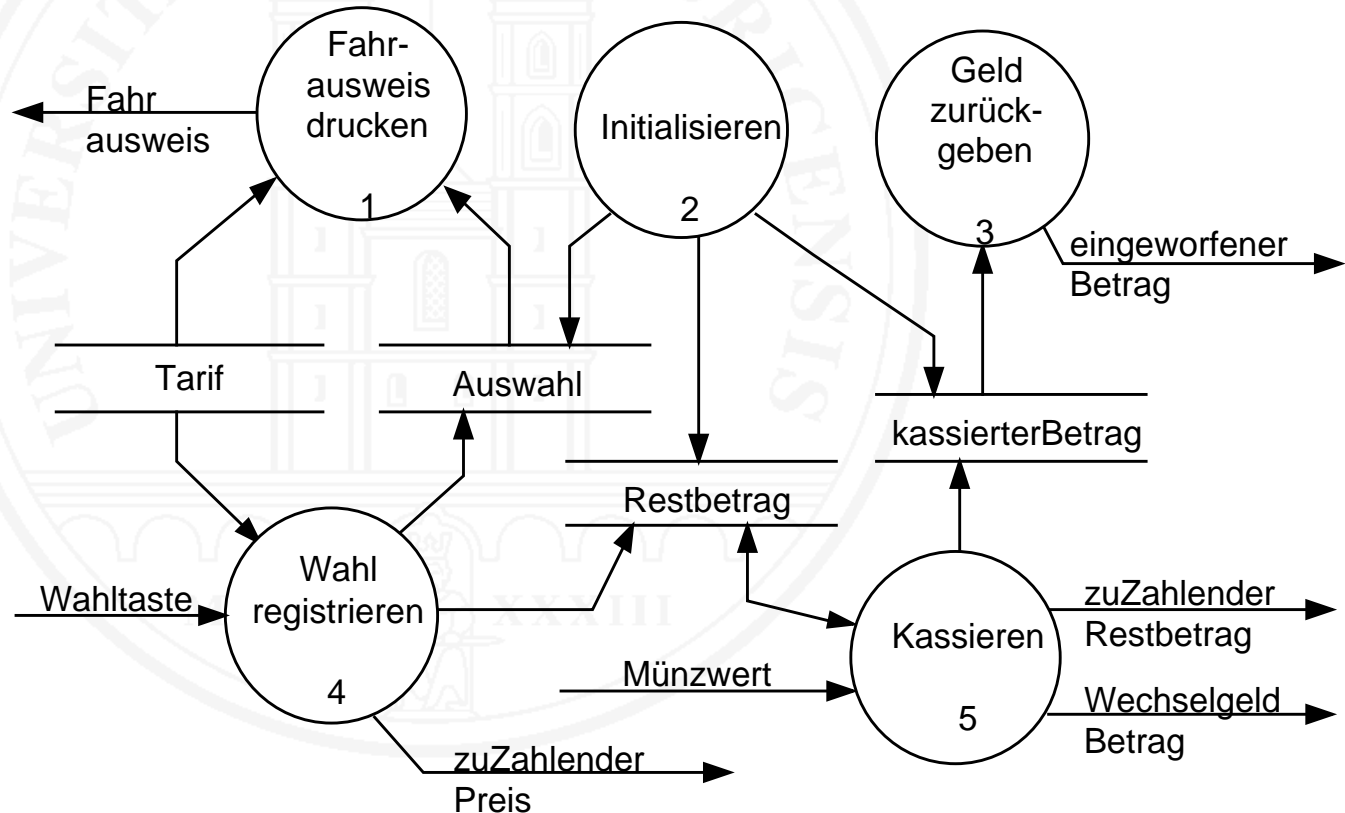 Fahr-
ausweis
drucken
1
Initialisieren
2
Geld
zurück-
geben
3
Fahr
ausweis
eingeworfener
Betrag
Tarif
Auswahl
kassierterBetrag
Restbetrag
Wahltaste
Wahl
registrieren
4
Münzwert
Kassieren
5
zuZahlender
Restbetrag
Wechselgeld
Betrag
zuZahlender
Preis
XXXIII